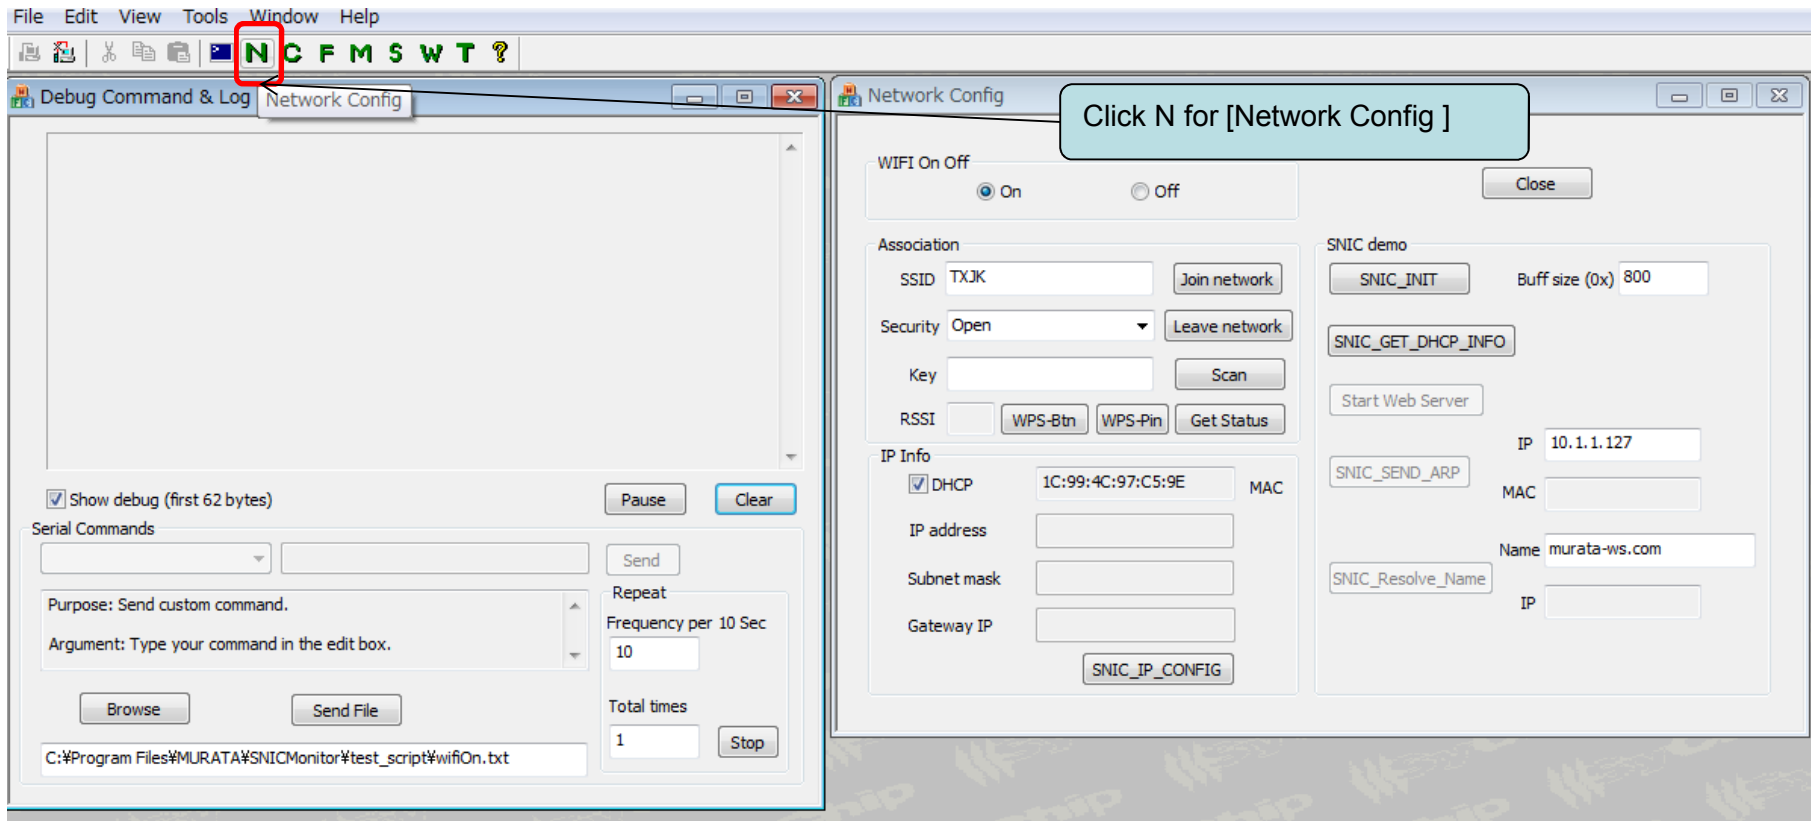 File Edit View Tools Window Help
N C F M S W T ?
Debug Command & Log
Network Config
Network Config
Click N for [Network Config ]
WIFI On Off
On Off
Close
Association
SSID TXJK Join network
Security Open Leave network
Key Scan
RSSI WPS-Btn WPS-Pin Get Status
IP Info
DHCP 1C:99:4C:97:C5:9E MAC
IP address
Subnet mask
Gateway IP
SNIC_IP_CONFIG
SNIC demo
SNIC_INIT Buff size (0x) 800
SNIC_GET_DHCP_INFO
Start Web Server
IP 10.1.1.127
SNIC_SEND_ARP
MAC
Name murata-ws.com
SNIC_Resolve_Name
IP
Show debug (first 62 bytes) Pause Clear
Serial Commands
Send
Purpose: Send custom command.
Argument: Type your command in the edit box.
Repeat
Frequency per 10 Sec
10
Browse Send File
Total times
1 Stop
C:¥Program Files¥MURATA¥SNICMonitor¥test_script¥wifiOn.txt